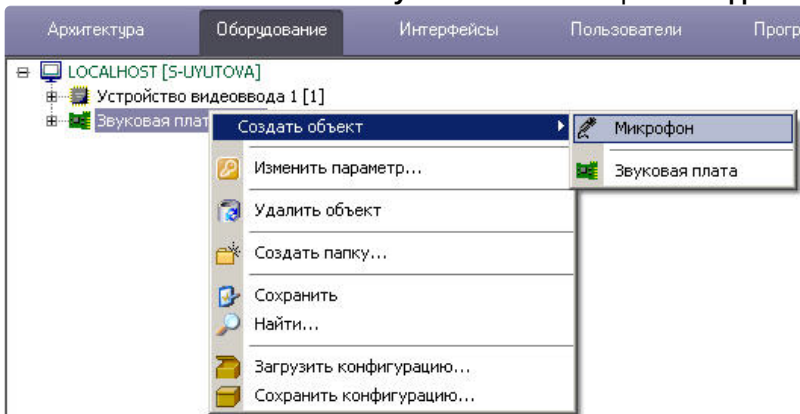 Архитектура Оборудование Интерфейсы Пользователи
LOCALHOST [S-UYUTOVA]
Устройство видеоввода 1 [1]
Звуковая
Создать объект
Микрофон
Звуковая плата
Изменить параметр...
Удалить объект
Создать папку...
Сохранить
Найти...
Загрузить конфигурацию...
Сохранить конфигурацию...